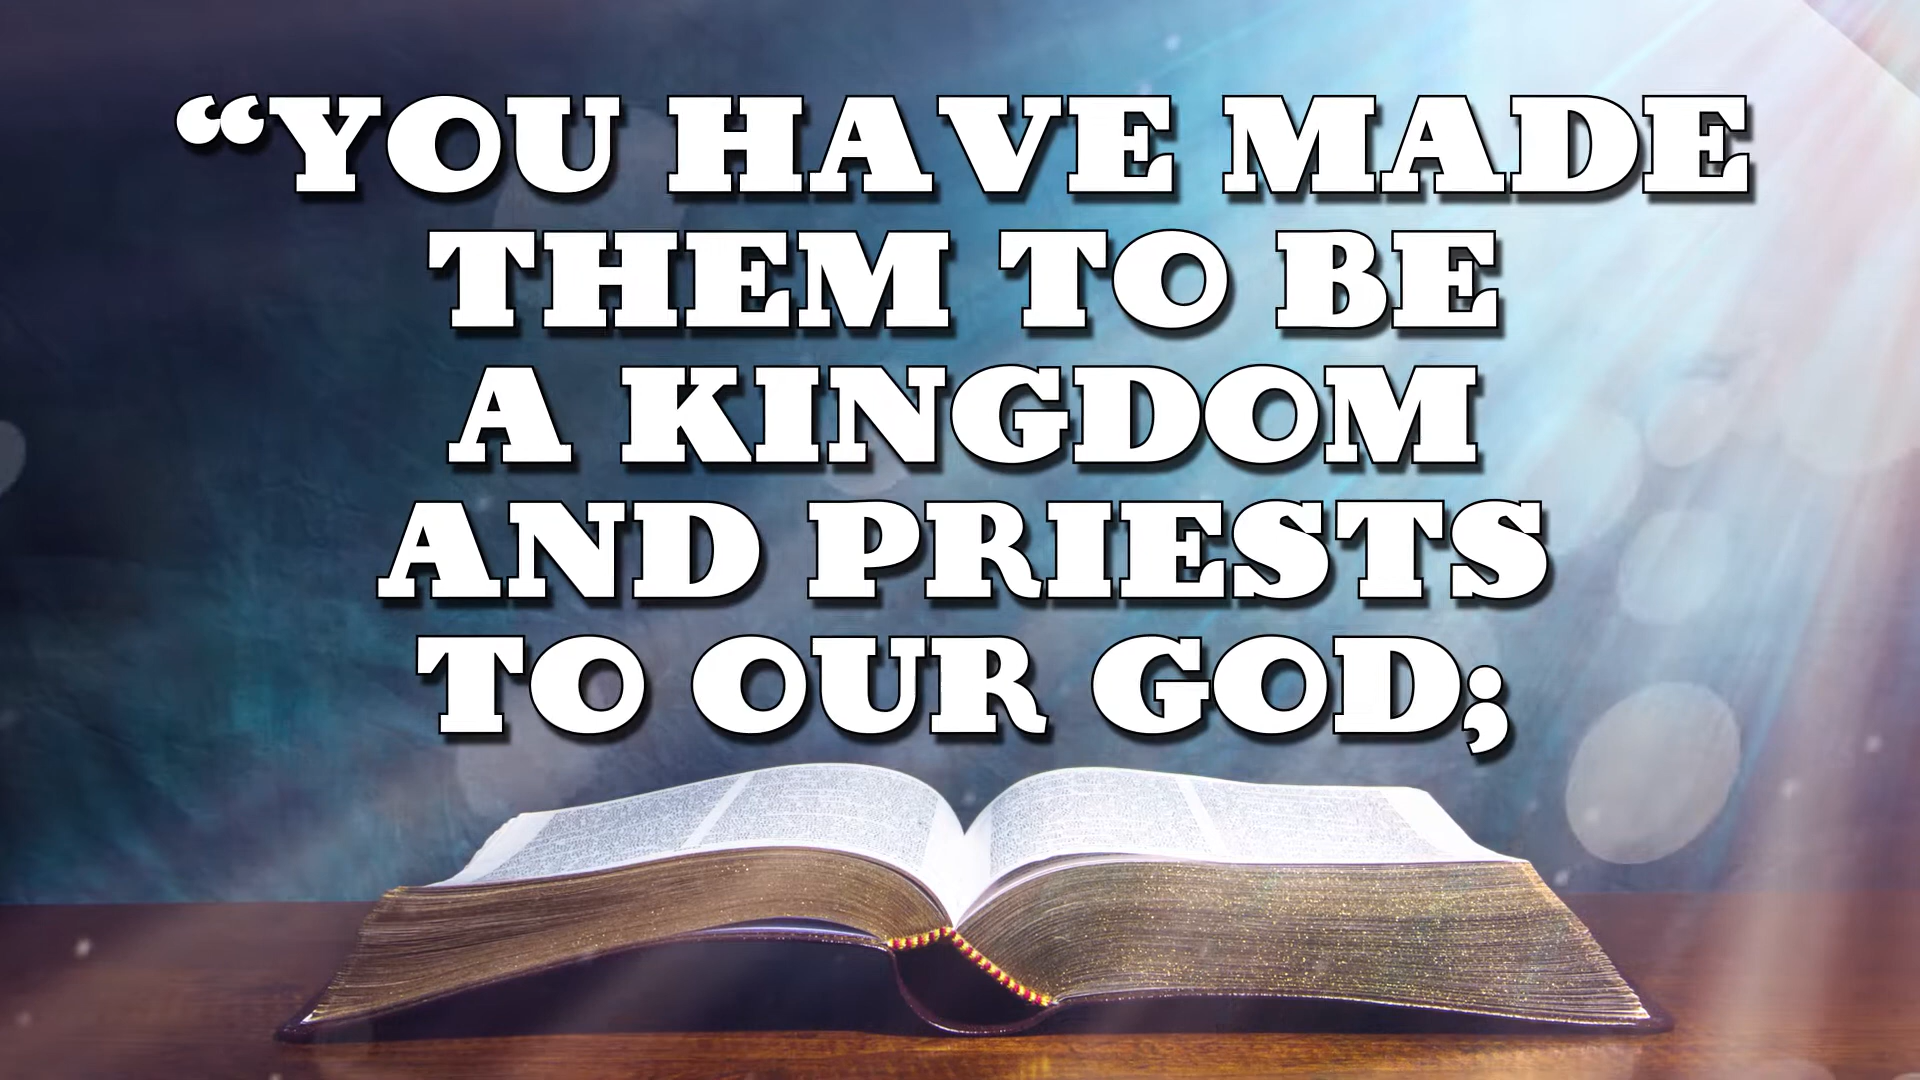 “YOU HAVE MADE
THEM TO BE
A KINGDOM
AND PRIESTS
TO OUR GOD;